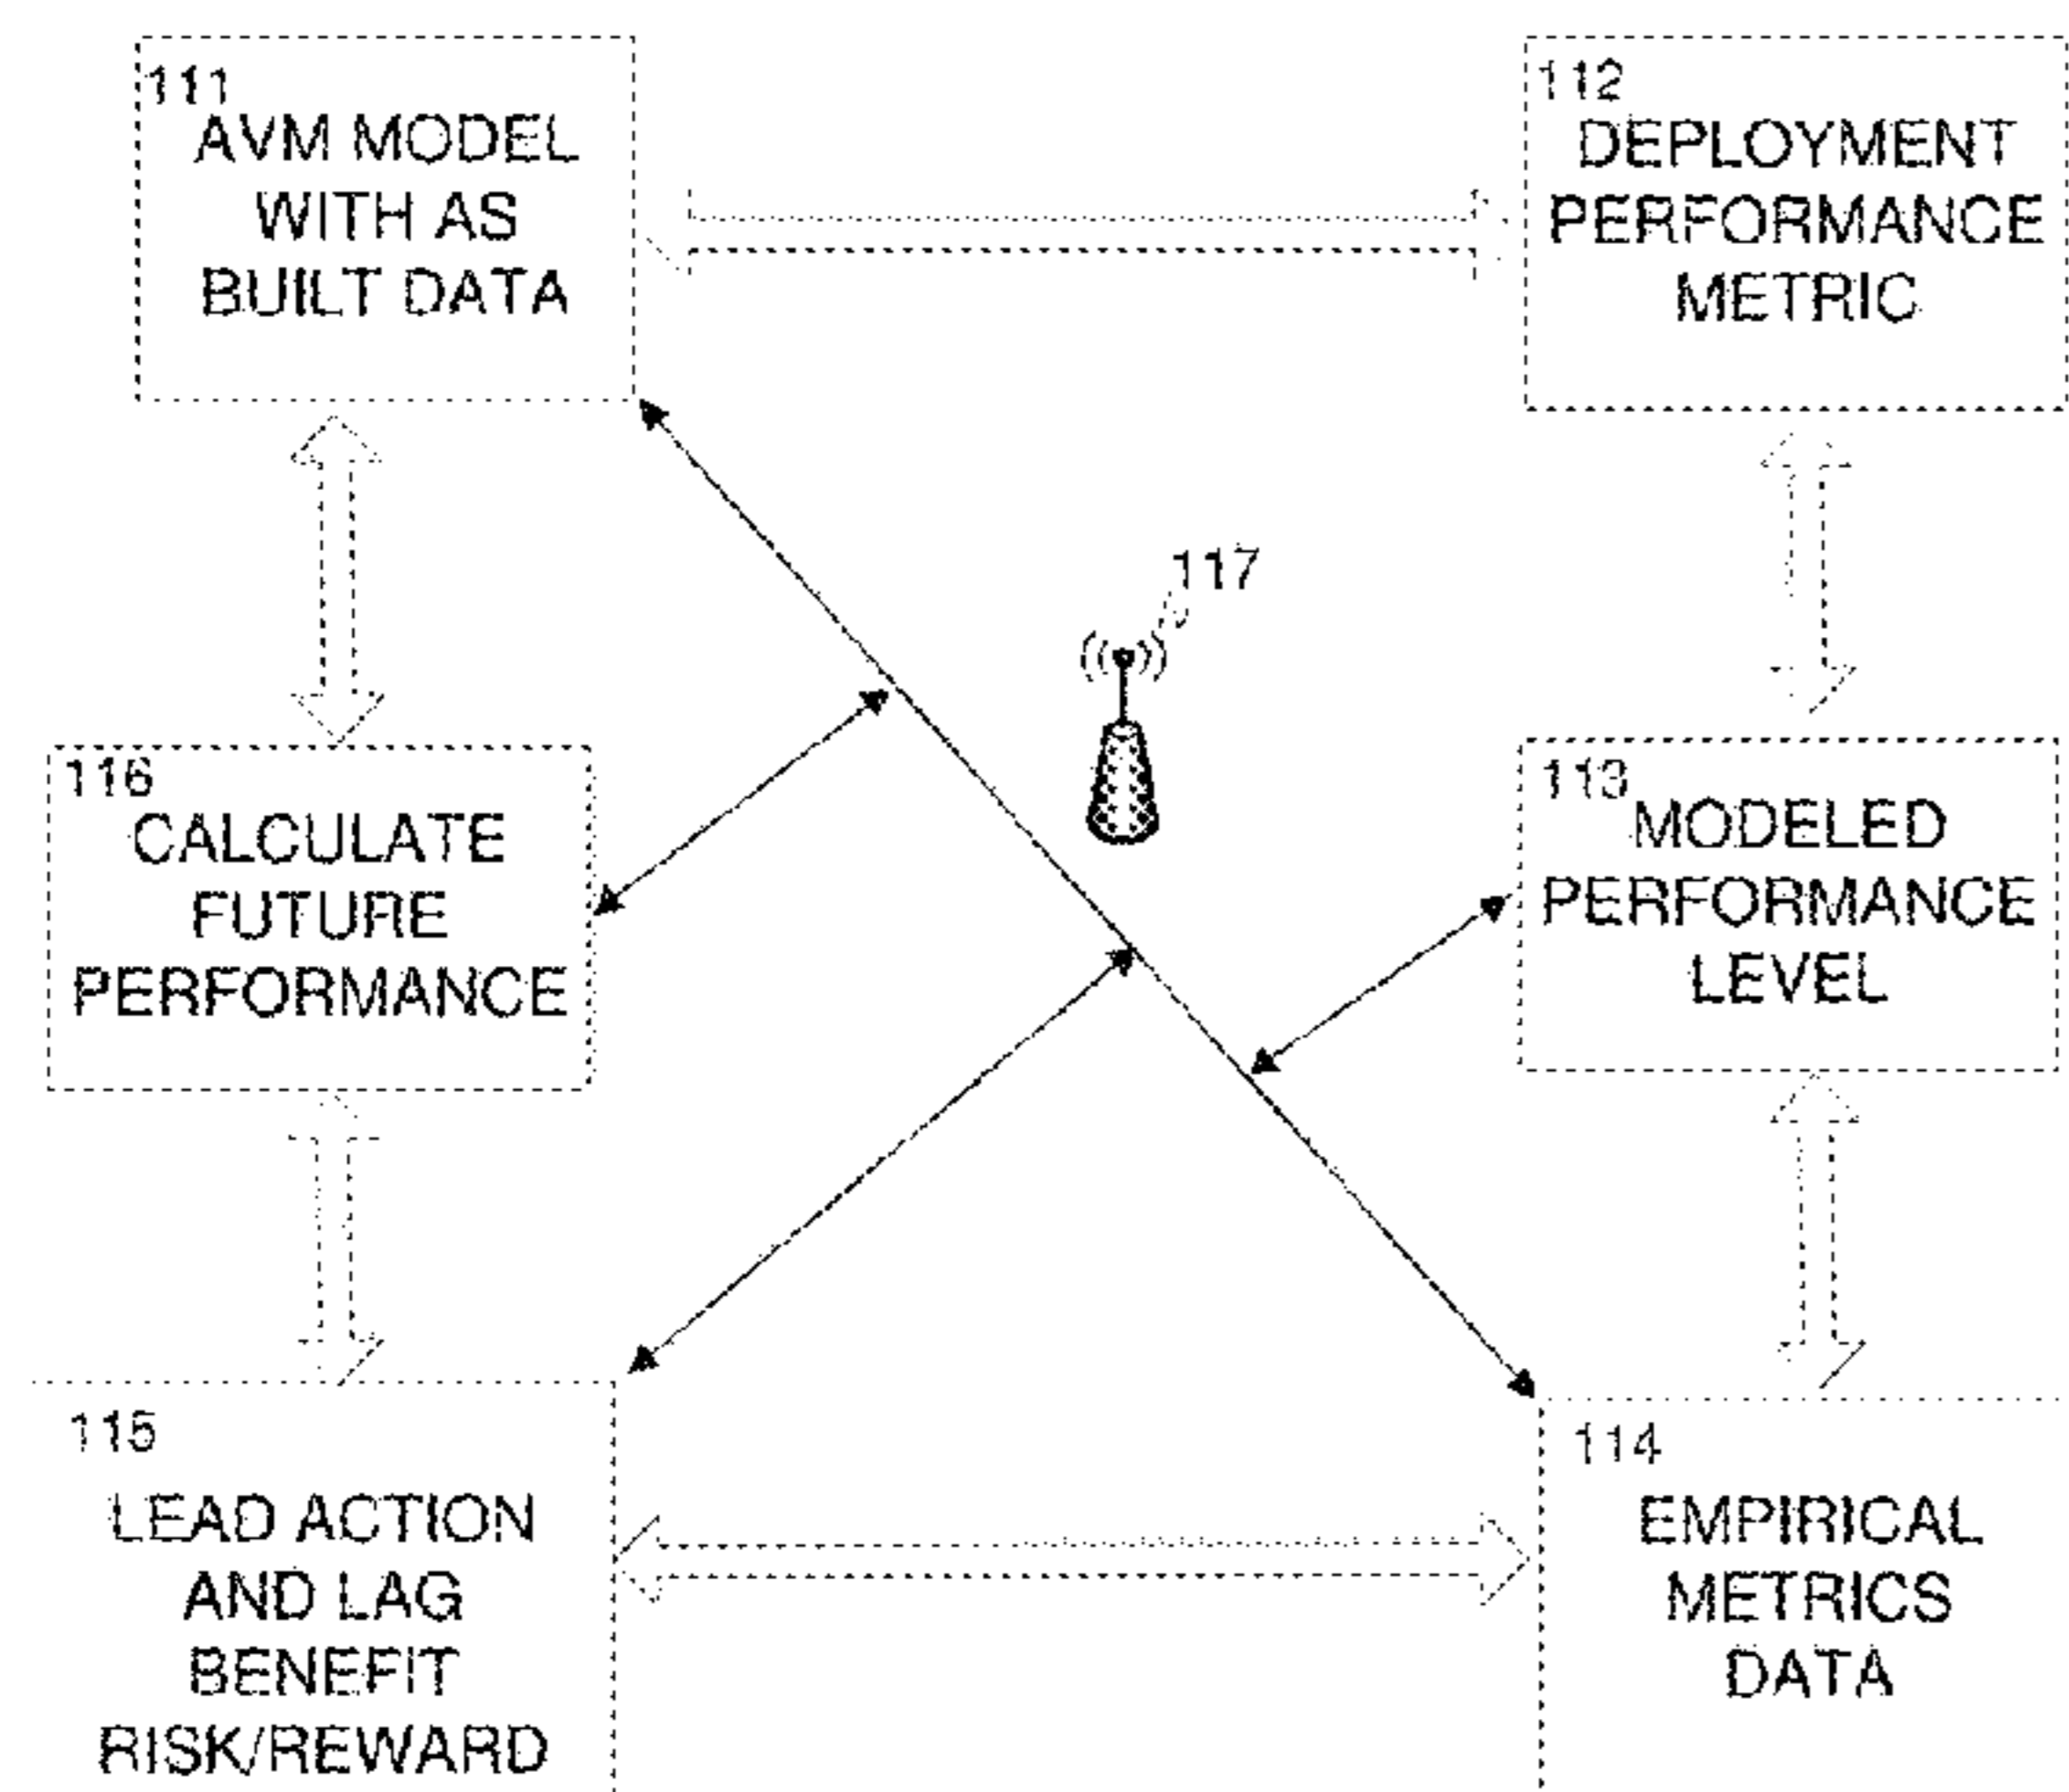 111
AVM MODEL
WITH AS
BUILT DATA
112
DEPLOYMENT
PERFORMANCE
METRIC
117
116
CALCULATE
FUTURE
PERFORMANCE
113
MODELED
PERFORMANCE
LEVEL
115
LEAD ACTION
AND LAG
BENEFIT
RISK/REWARD
114
EMPIRICAL
METRICS
DATA